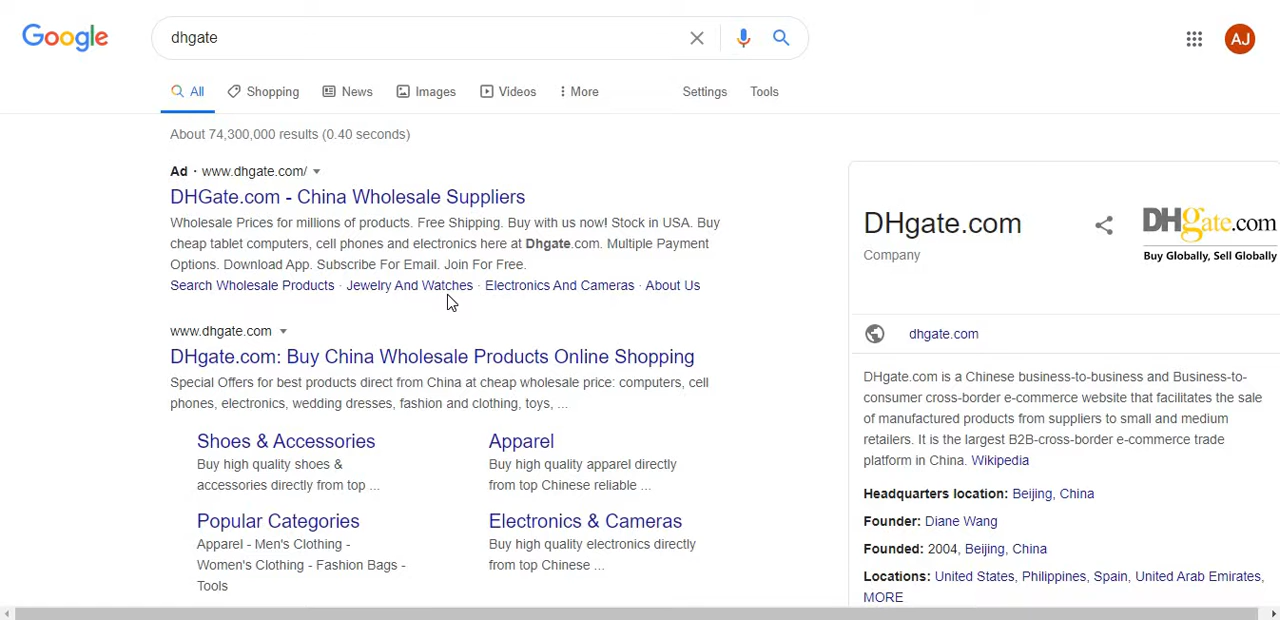 Google
dhgate
AJ
All Shopping News Images Videos More Settings Tools
About 74,300,000 results (0.40 seconds)
Ad · www.dhgate.com/
DHGate.com - China Wholesale Suppliers
Wholesale Prices for millions of products. Free Shipping. Buy with us now! Stock in USA. Buy
cheap tablet computers, cell phones and electronics here at Dhgate.com. Multiple Payment
Options. Download App. Subscribe For Email. Join For Free.
Search Wholesale Products · Jewelry And Watches · Electronics And Cameras · About Us
www.dhgate.com
DHgate.com: Buy China Wholesale Products Online Shopping
Special Offers for best products direct from China at cheap wholesale price: computers, cell
phones, electronics, wedding dresses, fashion and clothing, toys, ...
Shoes & Accessories
Buy high quality shoes &
accessories directly from top ...
Apparel
Buy high quality apparel directly
from top Chinese reliable ...
Popular Categories
Apparel - Men's Clothing -
Women's Clothing - Fashion Bags -
Tools
Electronics & Cameras
Buy high quality electronics directly
from top Chinese ...
DHgate.com
Company
DHgate.com
Buy Globally, Sell Globally
dhgate.com
DHgate.com is a Chinese business-to-business and Business-to-
consumer cross-border e-commerce website that facilitates the sale
of manufactured products from suppliers to small and medium
retailers. It is the largest B2B-cross-border e-commerce trade
platform in China. Wikipedia
Headquarters location: Beijing, China
Founder: Diane Wang
Founded: 2004, Beijing, China
Locations: United States, Philippines, Spain, United Arab Emirates,
MORE